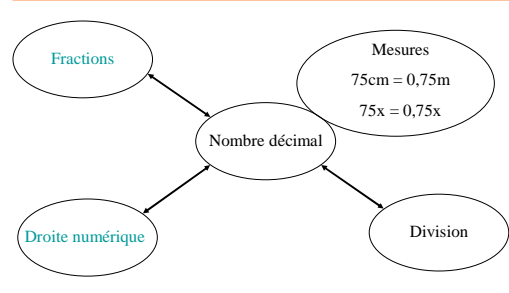 Fractions
Mesures
75cm = 0,75m
75x = 0,75x
Nombre décimal
Droite numérique
Division